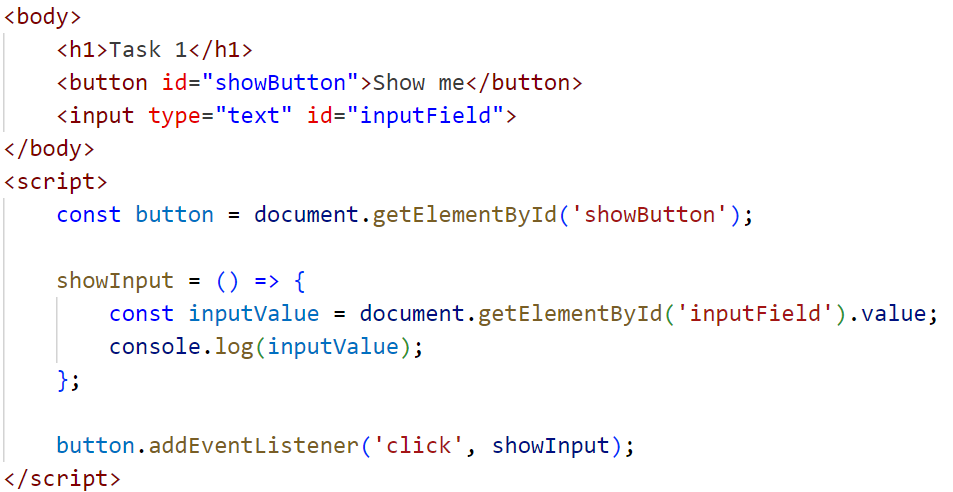 <body>
    <h1>Task 1</h1>
    <button id="showButton">Show me</button>
    <input type="text" id="inputField">
</body>
<script>
    const button = document.getElementById('showButton');

    showInput = () => {
        const inputValue = document.getElementById('inputField').value;
        console.log(inputValue);
    };

    button.addEventListener('click', showInput);
</script>